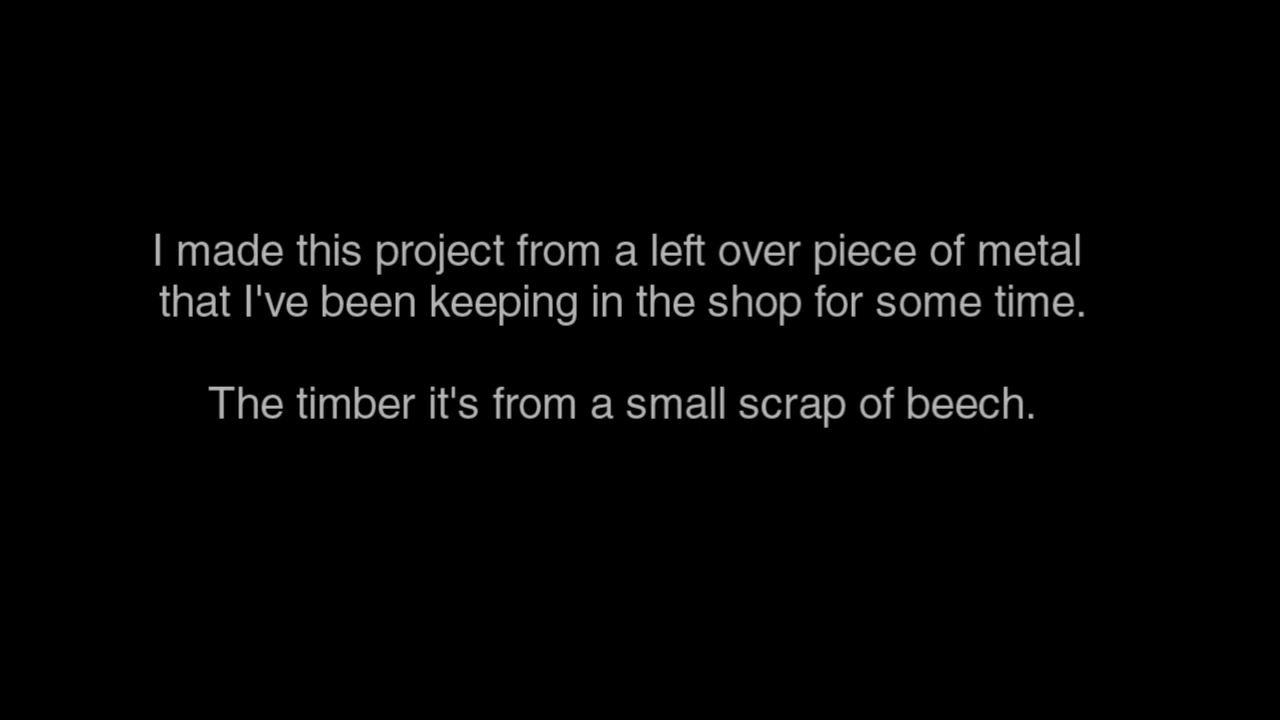 I made this project from a left over piece of metal
that I've been keeping in the shop for some time.
The timber it's from a small scrap of beech.